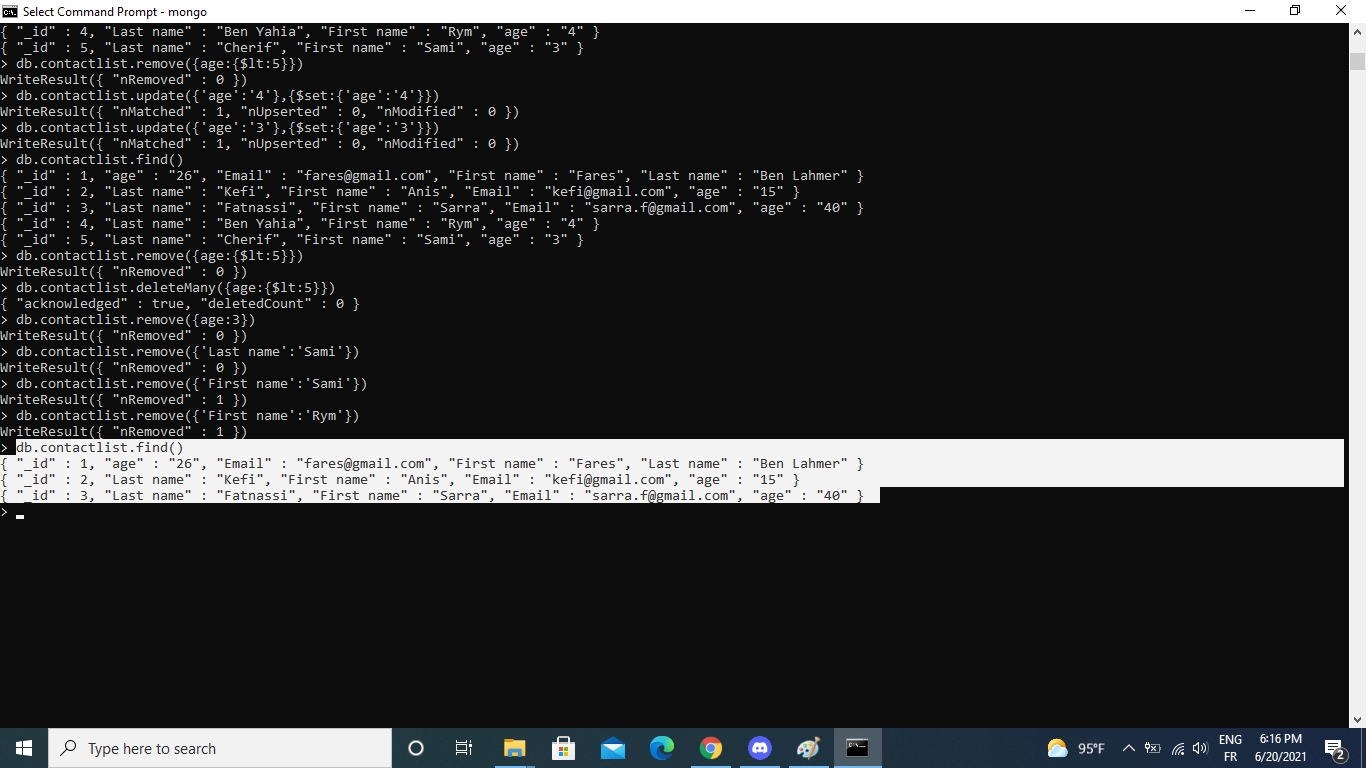 Select Command Prompt - mongo
{ "_id" : 4, "Last name" : "Ben Yahia", "First name" : "Rym", "age" : "4" }
{ "_id" : 5, "Last name" : "Cherif", "First name" : "Sami", "age" : "3" }
> db.contactlist.remove({age:{$lt:5}})
WriteResult({ "nRemoved" : 0 })
> db.contactlist.update({'age':'4'},{$set:{'age':'4'}})
WriteResult({ "nMatched" : 1, "nUpserted" : 0, "nModified" : 0 })
> db.contactlist.update({'age':'3'},{$set:{'age':'3'}})
WriteResult({ "nMatched" : 1, "nUpserted" : 0, "nModified" : 0 })
> db.contactlist.find()
{ "_id" : 1, "age" : "26", "Email" : "fares@gmail.com", "First name" : "Fares", "Last name" : "Ben Lahmer" }
{ "_id" : 2, "Last name" : "Kefi", "First name" : "Anis", "Email" : "kefi@gmail.com", "age" : "15" }
{ "_id" : 3, "Last name" : "Fatnassi", "First name" : "Sarra", "Email" : "sarra.f@gmail.com", "age" : "40" }
{ "_id" : 4, "Last name" : "Ben Yahia", "First name" : "Rym", "age" : "4" }
{ "_id" : 5, "Last name" : "Cherif", "First name" : "Sami", "age" : "3" }
> db.contactlist.remove({age:{$lt:5}})
WriteResult({ "nRemoved" : 0 })
> db.contactlist.deleteMany({age:{$lt:5}})
{ "acknowledged" : true, "deletedCount" : 0 }
> db.contactlist.remove({age:3})
WriteResult({ "nRemoved" : 0 })
> db.contactlist.remove({'Last name':'Sami'})
WriteResult({ "nRemoved" : 0 })
> db.contactlist.remove({'First name':'Sami'})
WriteResult({ "nRemoved" : 1 })
> db.contactlist.remove({'First name':'Rym'})
WriteResult({ "nRemoved" : 1 })
> db.contactlist.find()
{ "_id" : 1, "age" : "26", "Email" : "fares@gmail.com", "First name" : "Fares", "Last name" : "Ben Lahmer" }
{ "_id" : 2, "Last name" : "Kefi", "First name" : "Anis", "Email" : "kefi@gmail.com", "age" : "15" }
{ "_id" : 3, "Last name" : "Fatnassi", "First name" : "Sarra", "Email" : "sarra.f@gmail.com", "age" : "40" }
>
Type here to search
95°F
ENG
FR
6:16 PM
6/20/2021
2